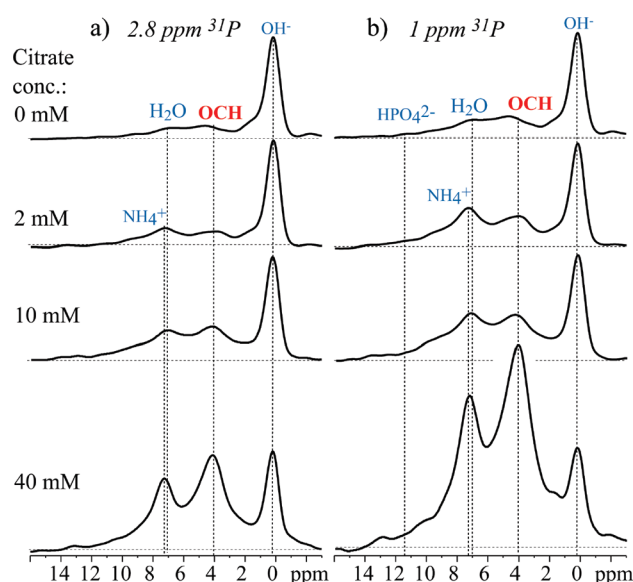 a) 2.8 ppm ³¹P
b) 1 ppm ³¹P
Citrate
conc.:
0 mM
H₂O
OCH
OH-
HPO4²-
H₂O
OCH
OH-
2 mM
NH4⁺
NH4⁺
10 mM
40 mM
14 12 10 8 6 4 2 0 ppm
14 12 10 8 6 4 2 0 ppm